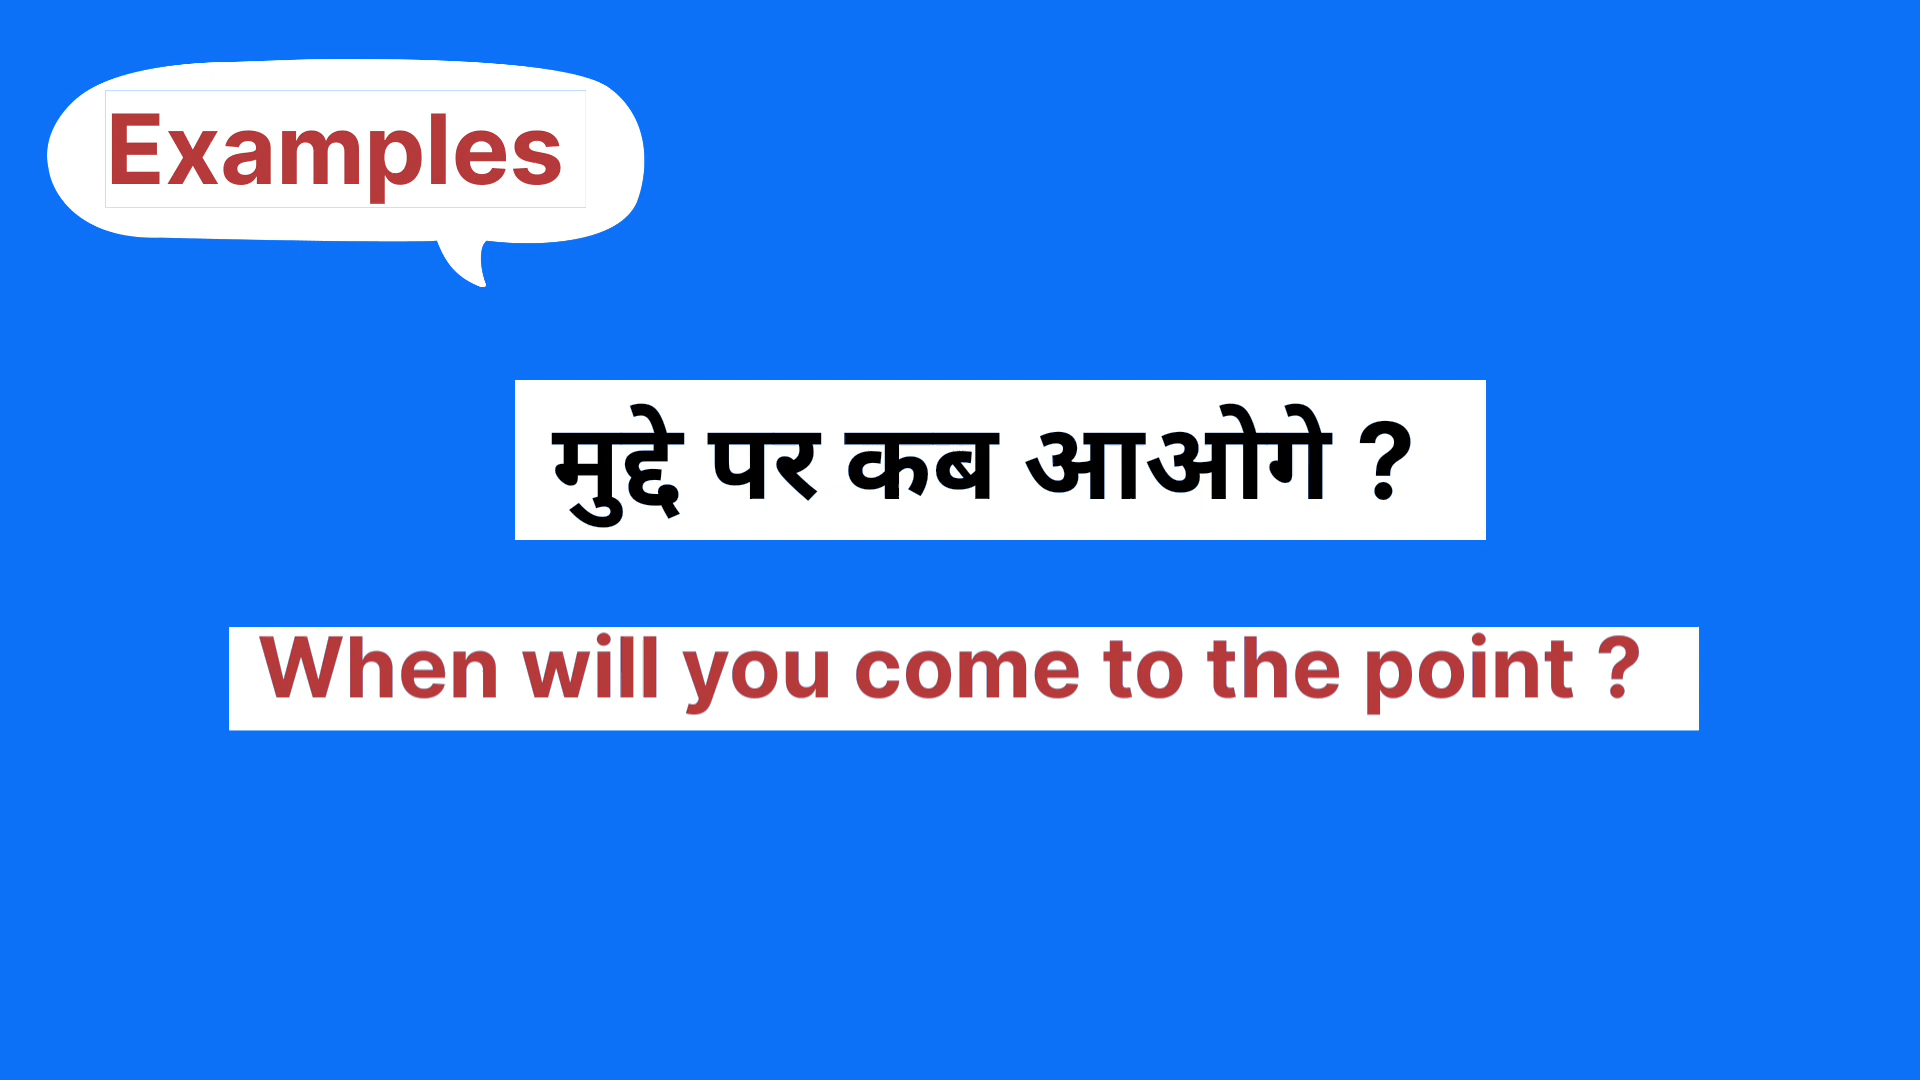 Examples
मुद्दे पर कब आओगे ?
When will you come to the point ?